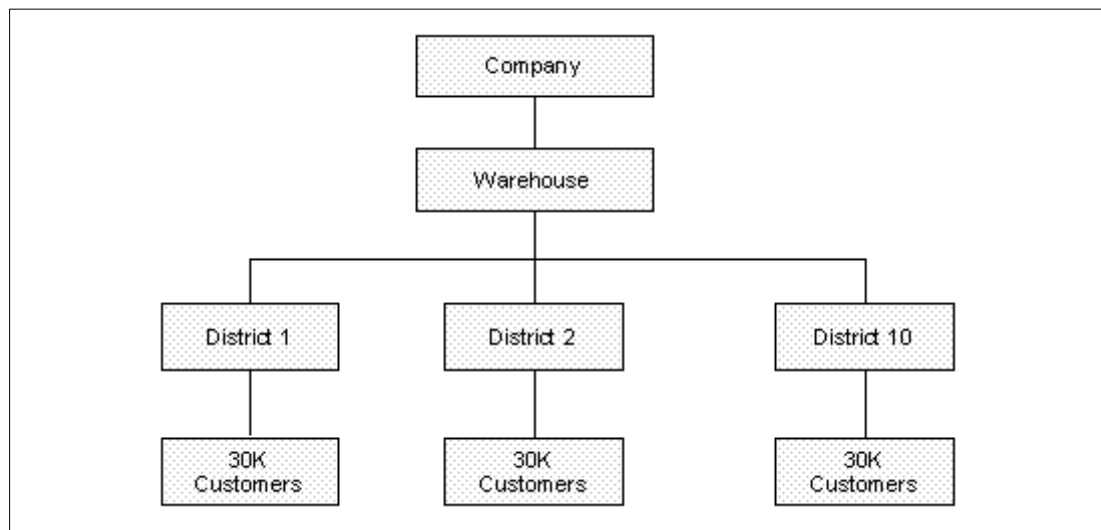 Company
Warehouse
District 1
District 2
District 10
30K
Customers
30K
Customers
30K
Customers